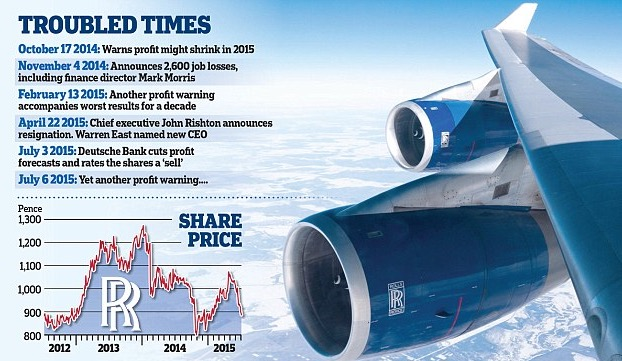 TROUBLED TIMES
October 17 2014: Warns profit might shrink in 2015
November 4 2014: Announces 2,600 job losses,
including finance director Mark Morris
February 13 2015: Another profit warning
accompanies worst results for a decade
April 22 2015: Chief executive John Rishton announces
resignation. Warren East named new CEO
July 3 2015: Deutsche Bank cuts profit
forecasts and rates the shares a ‘sell’
July 6 2015: Yet another profit warning....
Pence
SHARE
PRICE
1,300
1,200
1,100
1,000
900
800
2012 2013 2014 2015
RR
ROLLS
RR
ROYCE